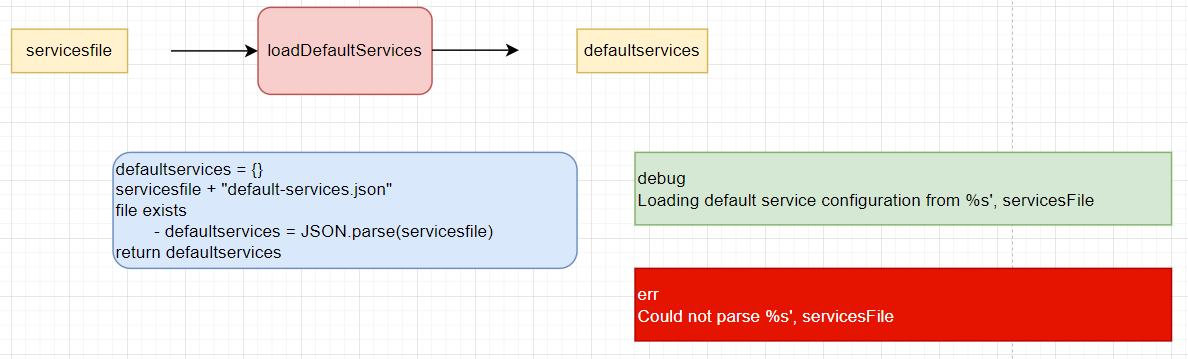 servicesfile
loadDefaultServices
defaultservices
defaultservices = {}
servicesfile + "default-services.json"
file exists
- defaultservices = JSON.parse(servicesfile)
return defaultservices
debug
Loading default service configuration from %s', servicesFile
err
Could not parse %s', servicesFile